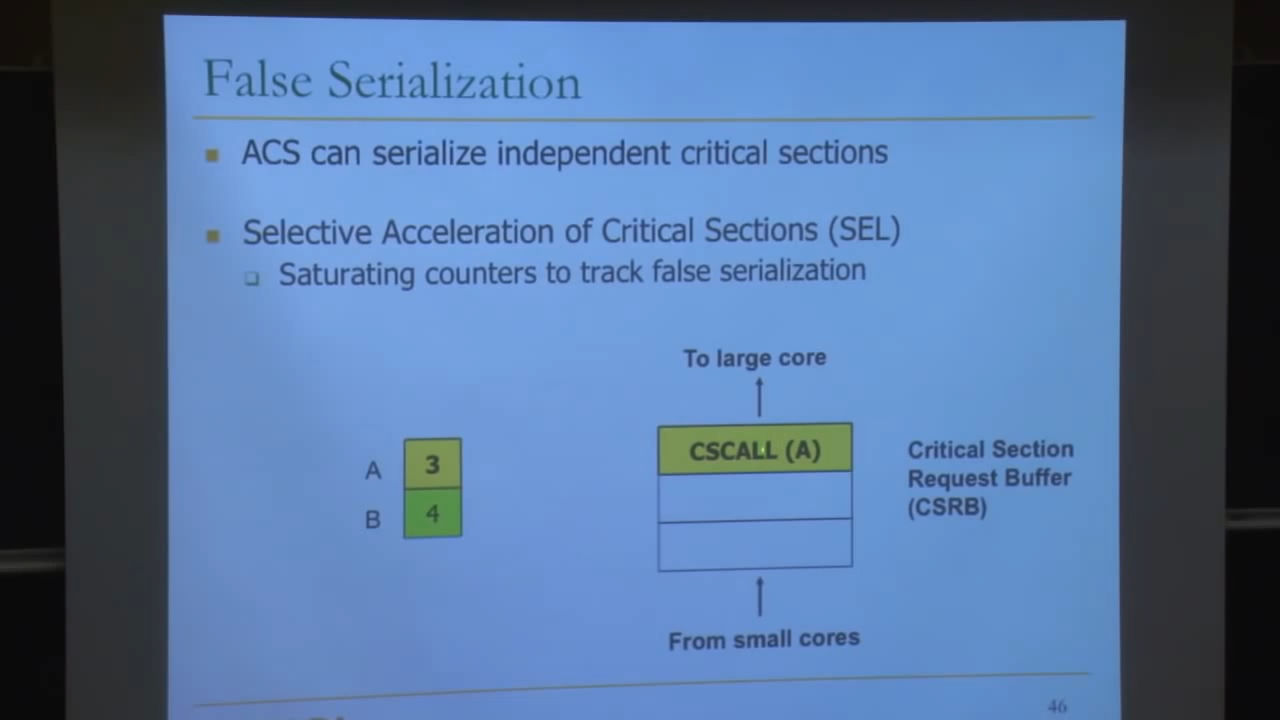 False Serialization
ACS can serialize independent critical sections
Selective Acceleration of Critical Sections (SEL)
Saturating counters to track false serialization
To large core
A 3
B 4
CSCALL (A)
Critical Section
Request Buffer
(CSRB)
From small cores
46